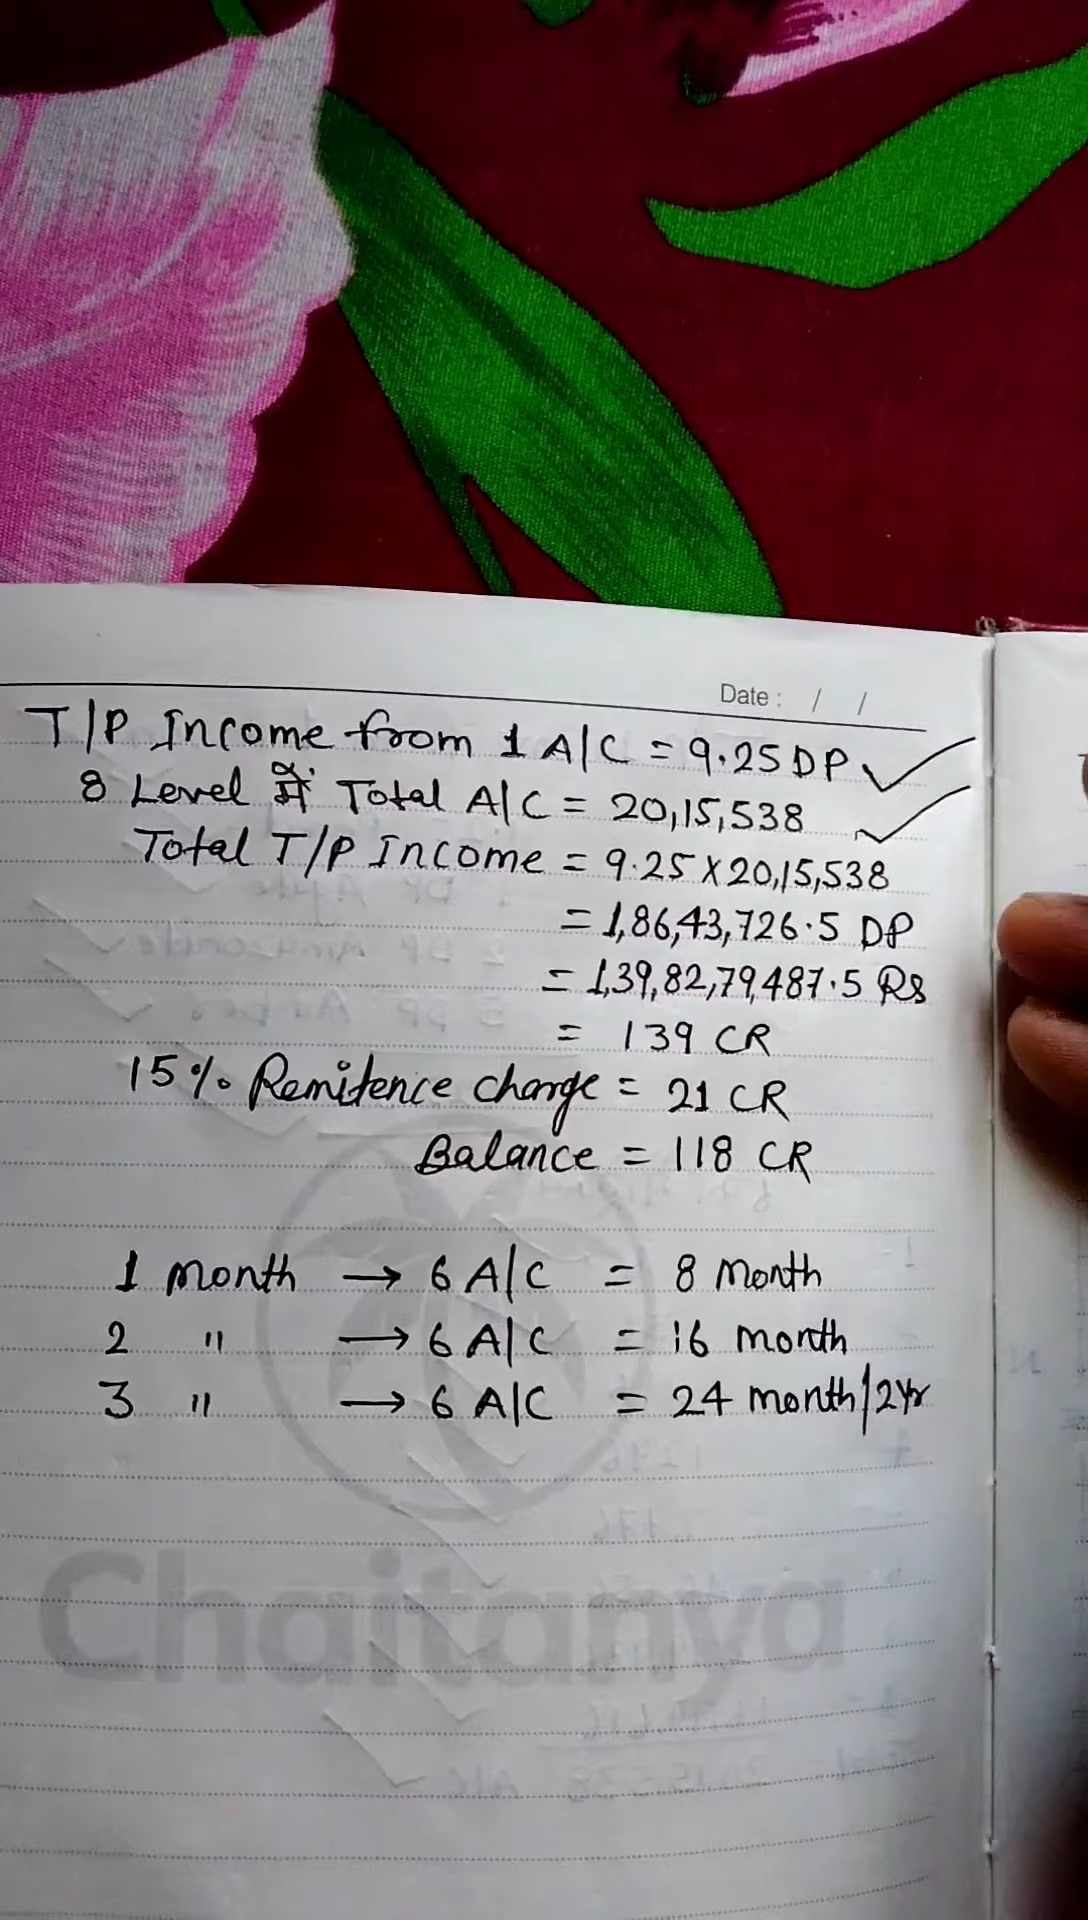 Date : / /
T/P Income from 1 A/C = 9.25 DP ✓
8 Level में Total A/C = 20,15,538 ✓
Total T/P Income = 9.25 X 20,15,538
= 1,86,43,726.5 DP
= 1,39,82,79,487.5 Rs
= 139 CR
15% Remitence charge = 21 CR
Balance = 118 CR
1 month → 6 A/C = 8 month
2 " → 6 A/C = 16 month
3 " → 6 A/C = 24 month/2yr
Chaitanya